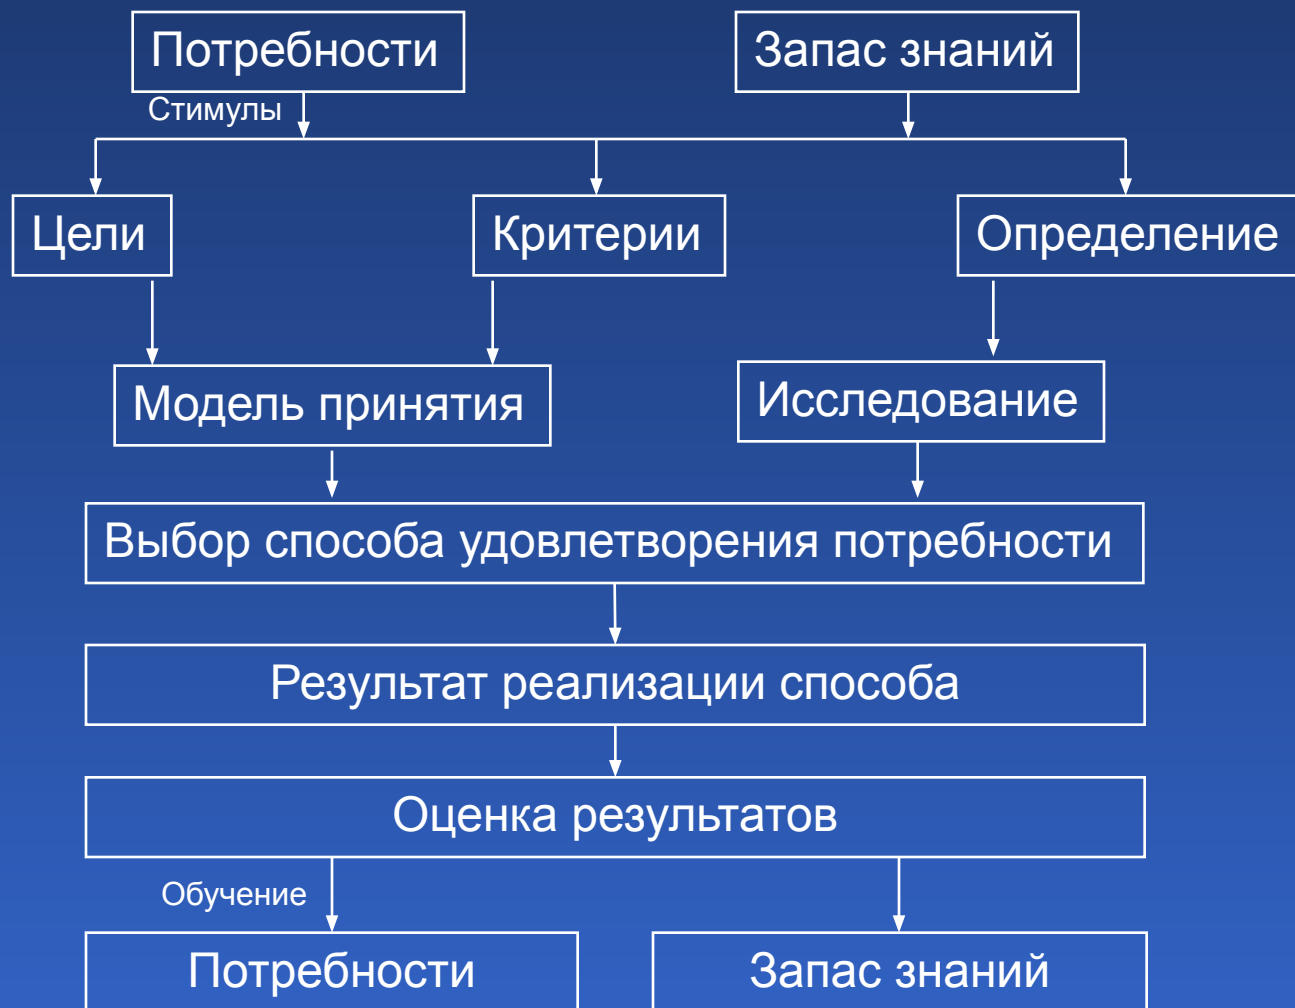 Потребности
Запас знаний
Стимулы
Цели
Критерии
Определение
Модель принятия
Исследование
Выбор способа удовлетворения потребности
Результат реализации способа
Оценка результатов
Обучение
Потребности
Запас знаний